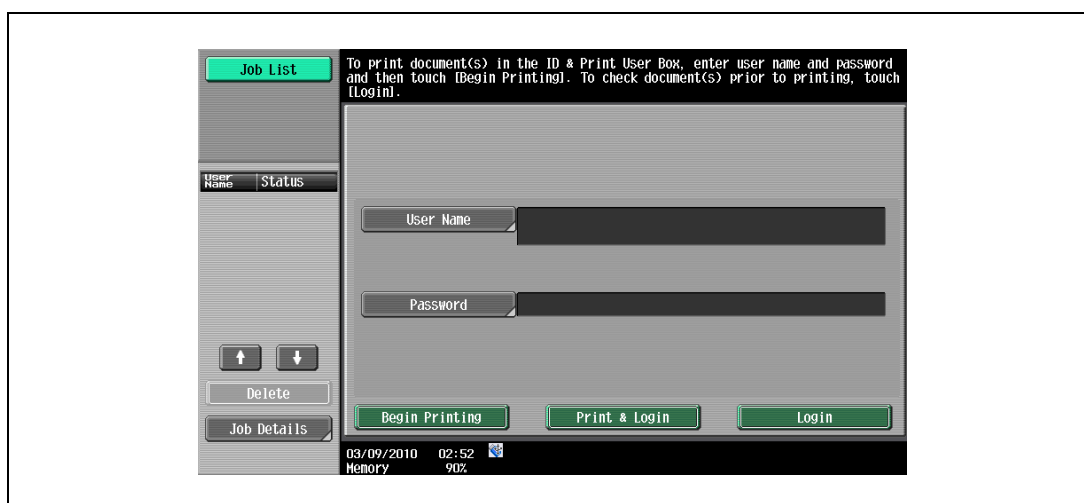 Job List
To print document(s) in the ID & Print User Box, enter user name and password
and then touch [Begin Printing]. To check document(s) prior to printing, touch
[Login].
User
Name
Status
User Name
Password
Delete
Job Details
Begin Printing
Print & Login
Login
03/09/2010 02:52
Memory 90%